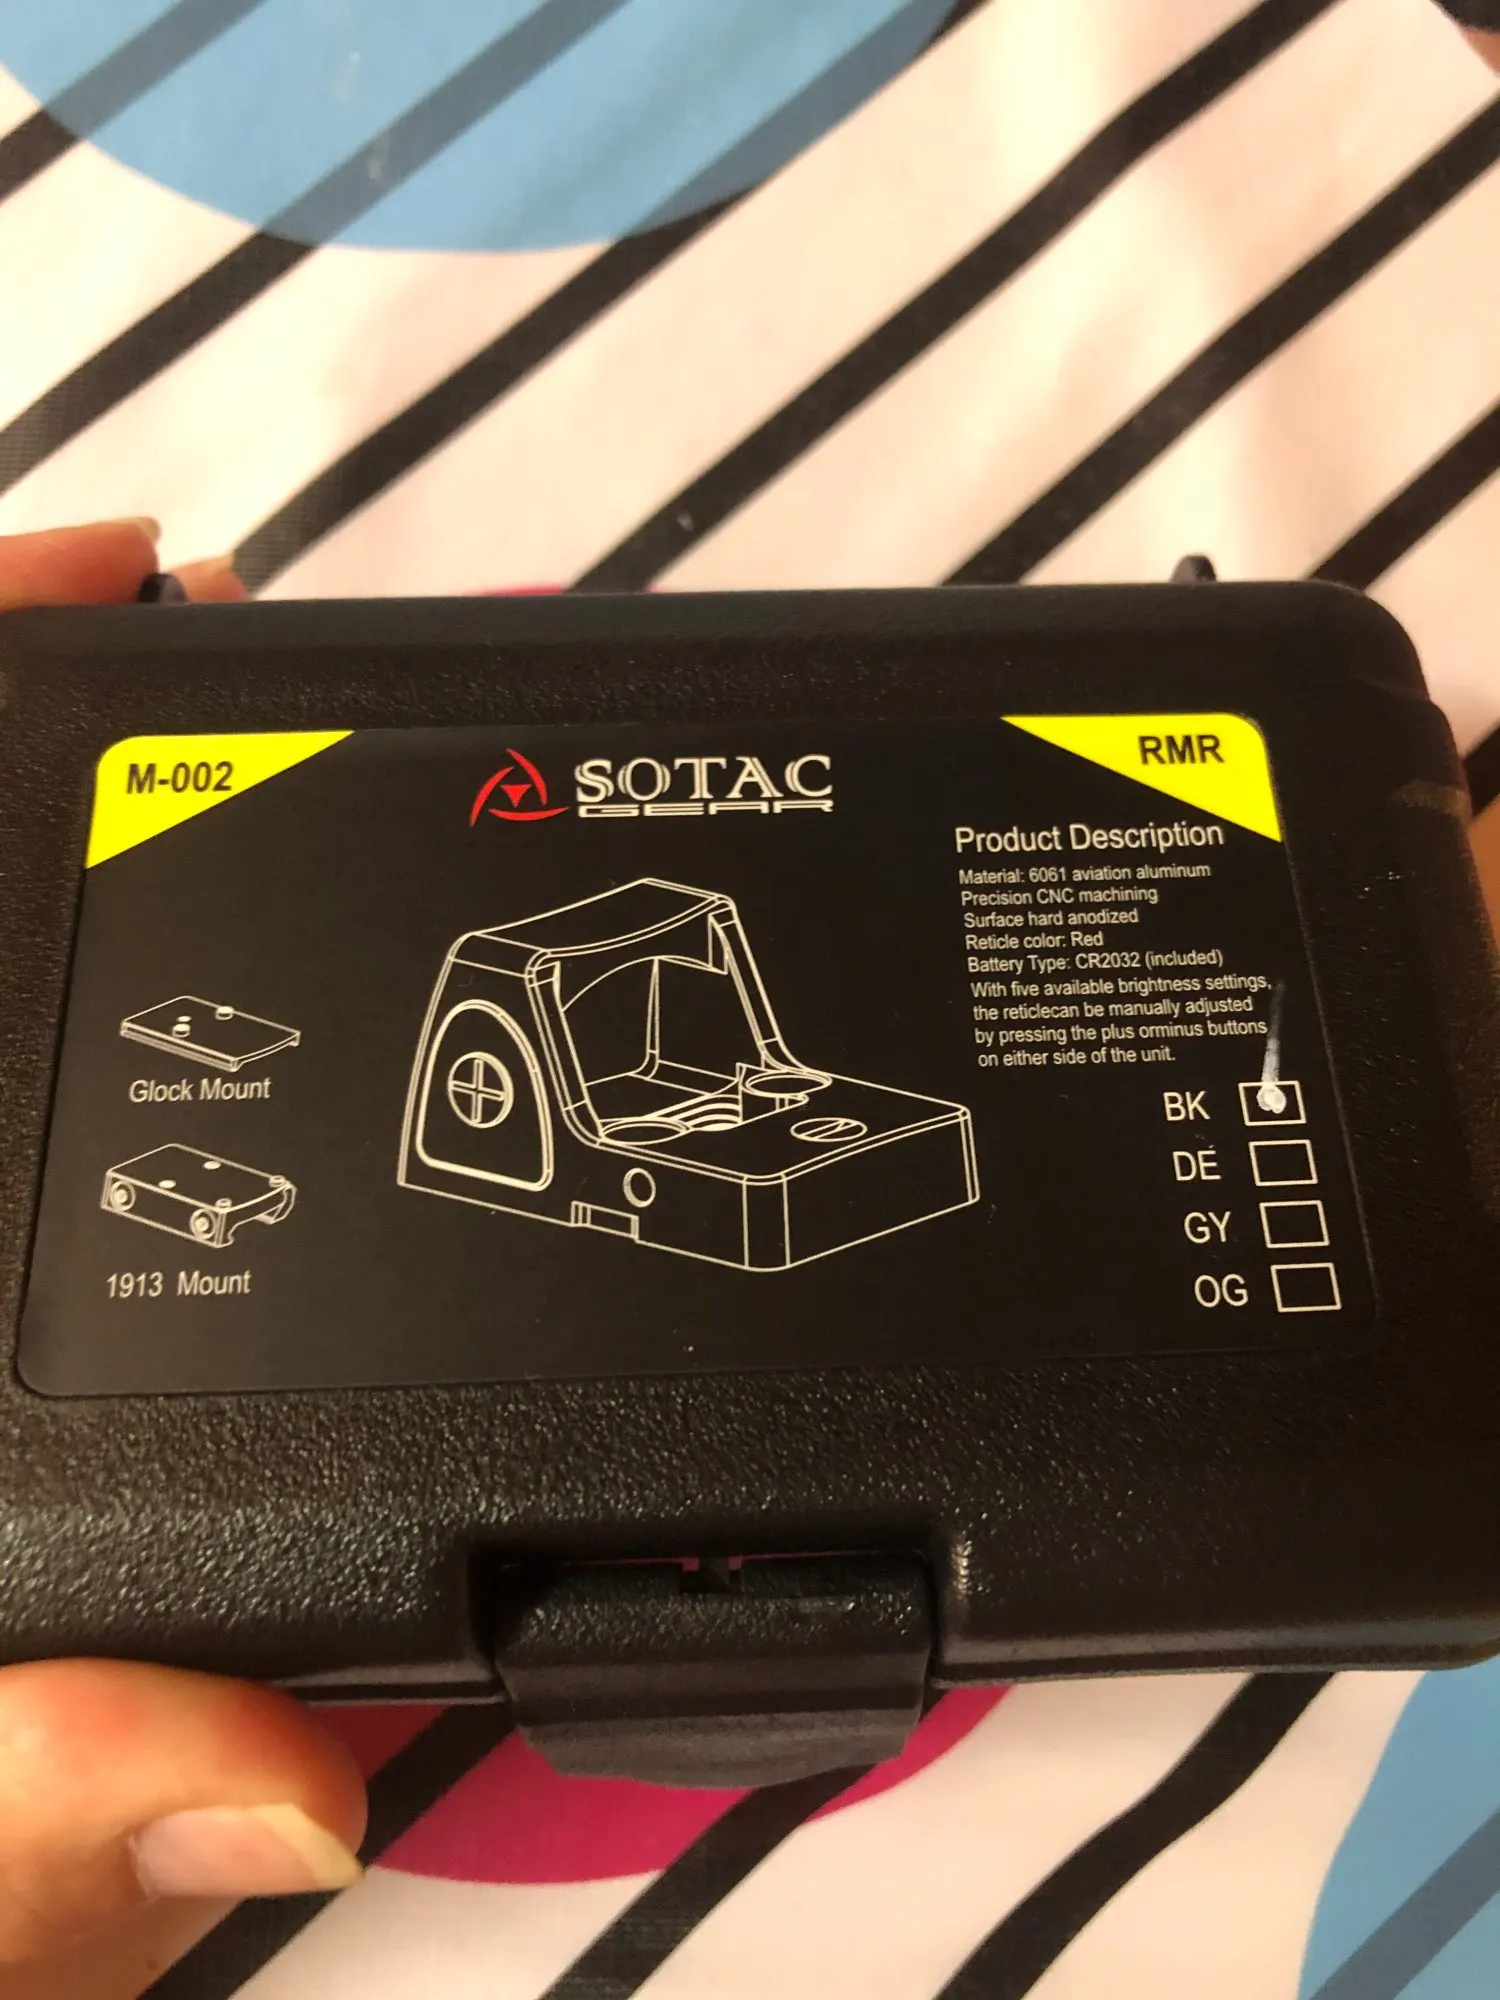 M-002
SOTAC
GEAR
RMR
Product Description
Material: 6061 aviation aluminum
Precision CNC machining
Surface hard anodized
Reticle color: Red
Battery Type: CR2032 (included)
With five available brightness settings,
the reticlecan be manually adjusted
by pressing the plus orminus buttons
on either side of the unit.
Glock Mount
1913 Mount
BK
DE
GY
OG